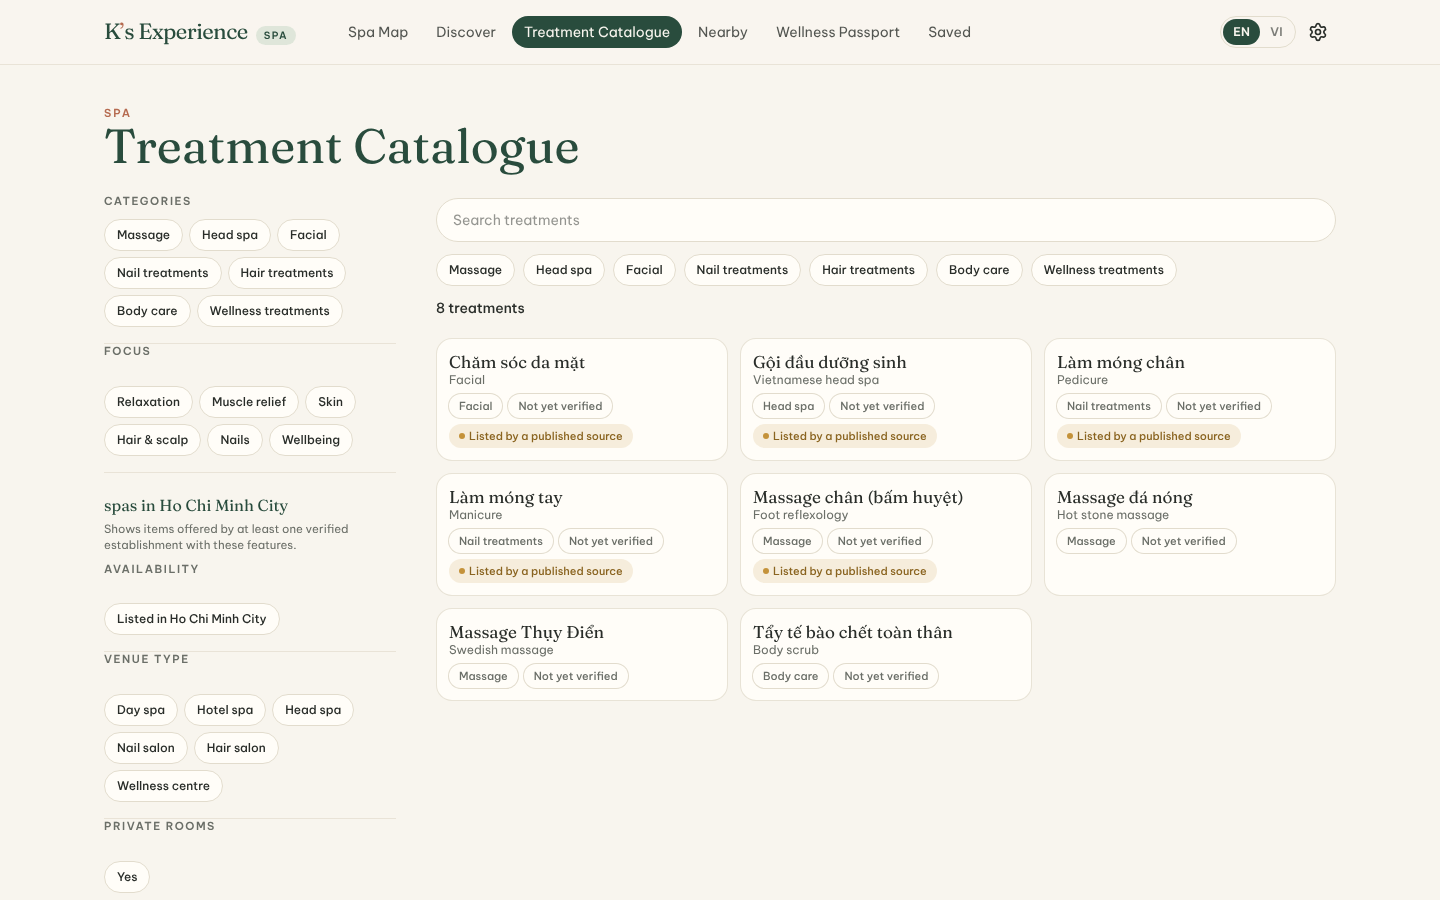 K's Experience SPA
Spa Map Discover Treatment Catalogue Nearby Wellness Passport Saved
EN VI
SPA
Treatment Catalogue
CATEGORIES
Massage Head spa Facial
Nail treatments Hair treatments
Body care Wellness treatments
FOCUS
Relaxation Muscle relief Skin
Hair & scalp Nails Wellbeing
spas in Ho Chi Minh City
Shows items offered by at least one verified
establishment with these features.
AVAILABILITY
Listed in Ho Chi Minh City
VENUE TYPE
Day spa Hotel spa Head spa
Nail salon Hair salon
Wellness centre
PRIVATE ROOMS
Yes
Search treatments
Massage Head spa Facial Nail treatments Hair treatments Body care Wellness treatments
8 treatments
Chăm sóc da mặt
Facial
Facial Not yet verified
Listed by a published source
Gội đầu dưỡng sinh
Vietnamese head spa
Head spa Not yet verified
Listed by a published source
Làm móng chân
Pedicure
Nail treatments Not yet verified
Listed by a published source
Làm móng tay
Manicure
Nail treatments Not yet verified
Listed by a published source
Massage chân (bấm huyệt)
Foot reflexology
Massage Not yet verified
Listed by a published source
Massage đá nóng
Hot stone massage
Massage Not yet verified
Massage Thụy Điển
Swedish massage
Massage Not yet verified
Tẩy tế bào chết toàn thân
Body scrub
Body care Not yet verified